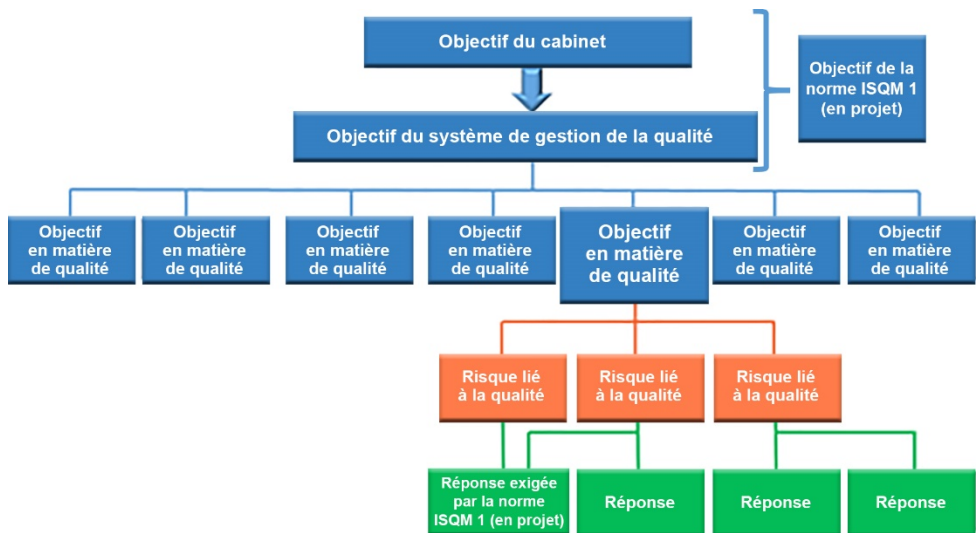 Objectif du cabinet
Objectif de la
norme ISQM 1
(en projet)
Objectif du système de gestion de la qualité
Objectif
en matière
de qualité
Objectif
en matière
de qualité
Objectif
en matière
de qualité
Objectif
en matière
de qualité
Objectif
en matière
de qualité
Objectif
en matière
de qualité
Objectif
en matière
de qualité
Risque lié
à la qualité
Risque lié
à la qualité
Risque lié
à la qualité
Réponse exigée
par la norme
ISQM 1 (en projet)
Réponse
Réponse
Réponse